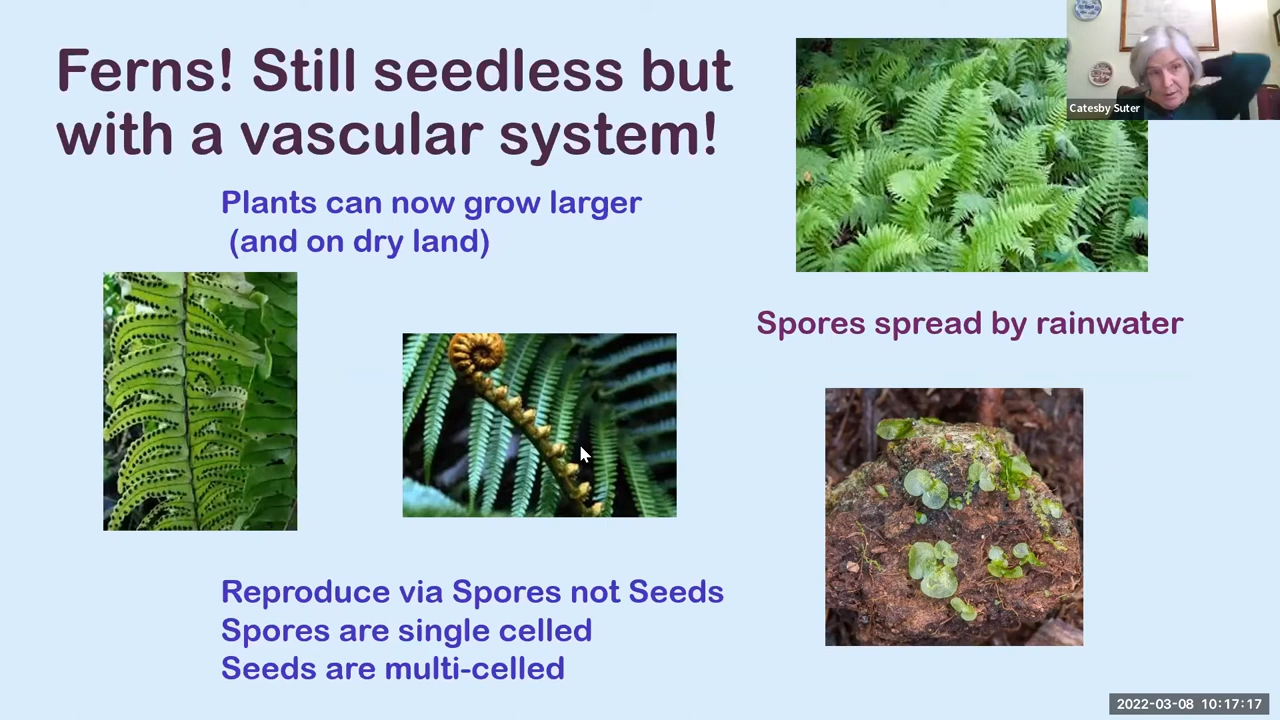 Ferns! Still seedless but
with a vascular system!
Catesby Suter
Plants can now grow larger
(and on dry land)
Spores spread by rainwater
Reproduce via Spores not Seeds
Spores are single celled
Seeds are multi-celled
2022-03-08 10:17:17